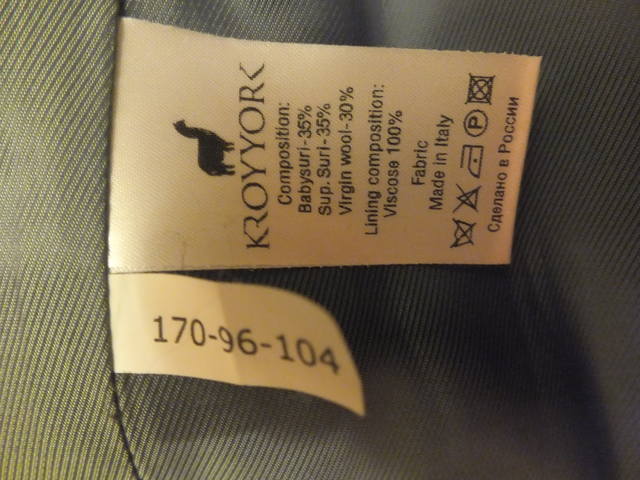 KROYYORK
Composition:
Babysuri-35%
Sup. Suri-35%
Virgin wool-30%
Lining composition:
Viscose 100%
Fabric
Made in Italy
P
Сделано в России
170-96-104